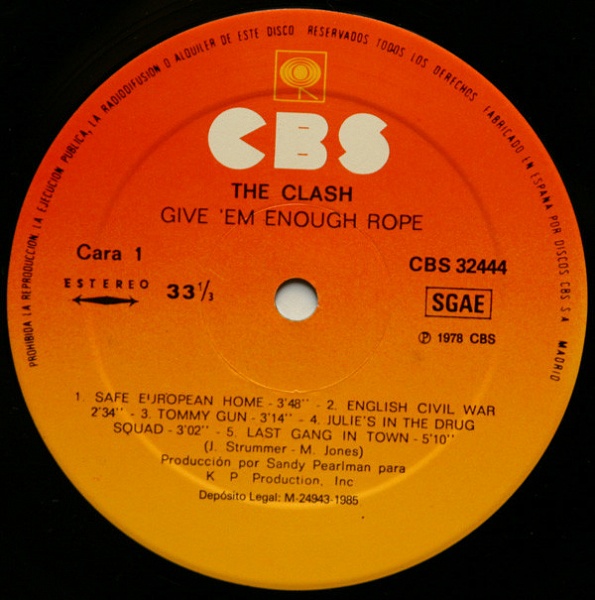 PROHIBIDA LA REPRODUCCION, LA EJECUCION PUBLICA, LA RADIODIFUSION O ALQUILER DE ESTE DISCO RESERVADOS TODOS LOS DERECHOS. FABRICADO EN ESPAÑA POR DISCOS CBS S.A. MADRID
CBS
THE CLASH
GIVE 'EM ENOUGH ROPE
Cara 1
CBS 32444
ESTEREO
33 1/3
SGAE
Ⓟ 1978 CBS
1. SAFE EUROPEAN HOME - 3'48'' - 2. ENGLISH CIVIL WAR
2'34'' - 3. TOMMY GUN - 3'14'' - 4. JULIE'S IN THE DRUG
SQUAD - 3'02'' - 5. LAST GANG IN TOWN - 5'10''
(J. Strummer - M. Jones)
Producción por Sandy Pearlman para
K P Production, Inc
Depósito Legal: M-24943-1985